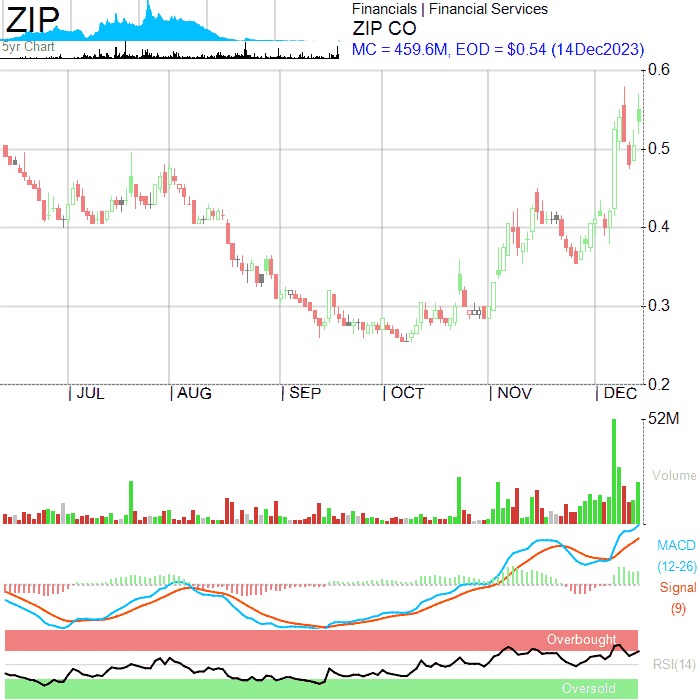 ZIP
5yr Chart
Financials | Financial Services
ZIP CO
MC = 459.6M, EOD = $0.54 (14Dec2023)
0.6
0.5
0.4
0.3
0.2
JUL AUG SEP OCT NOV DEC
52M
Volume
MACD
(12-26)
Signal
(9)
Overbought
RSI(14)
Oversold